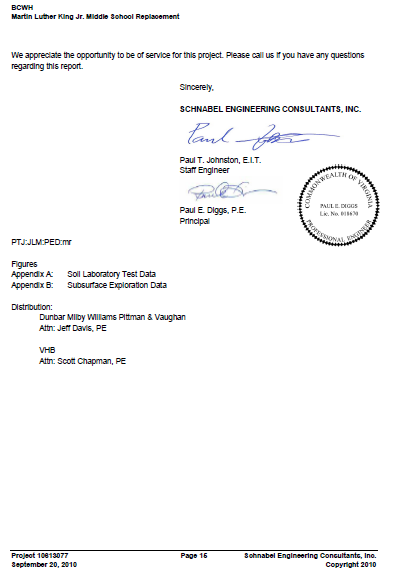 BCWH
Martin Luther King Jr. Middle School Replacement
We appreciate the opportunity to be of service for this project. Please call us if you have any questions
regarding this report.
Sincerely,
SCHNABEL ENGINEERING CONSULTANTS, INC.
Paul T. Johnston, E.I.T.
Staff Engineer
Paul E. Diggs, P.E.
Principal
COMMONWEALTH OF VIRGINIA
PAUL E. DIGGS
Lic. No. 018670
PROFESSIONAL ENGINEER
PTJ:JLM:PED:mr
Figures
Appendix A: Soil Laboratory Test Data
Appendix B: Subsurface Exploration Data
Distribution:
Dunbar Milby Williams Pittman & Vaughan
Attn: Jeff Davis, PE
VHB
Attn: Scott Chapman, PE
Project 10613077 Page 15 Schnabel Engineering Consultants, Inc.
September 20, 2010 Copyright 2010